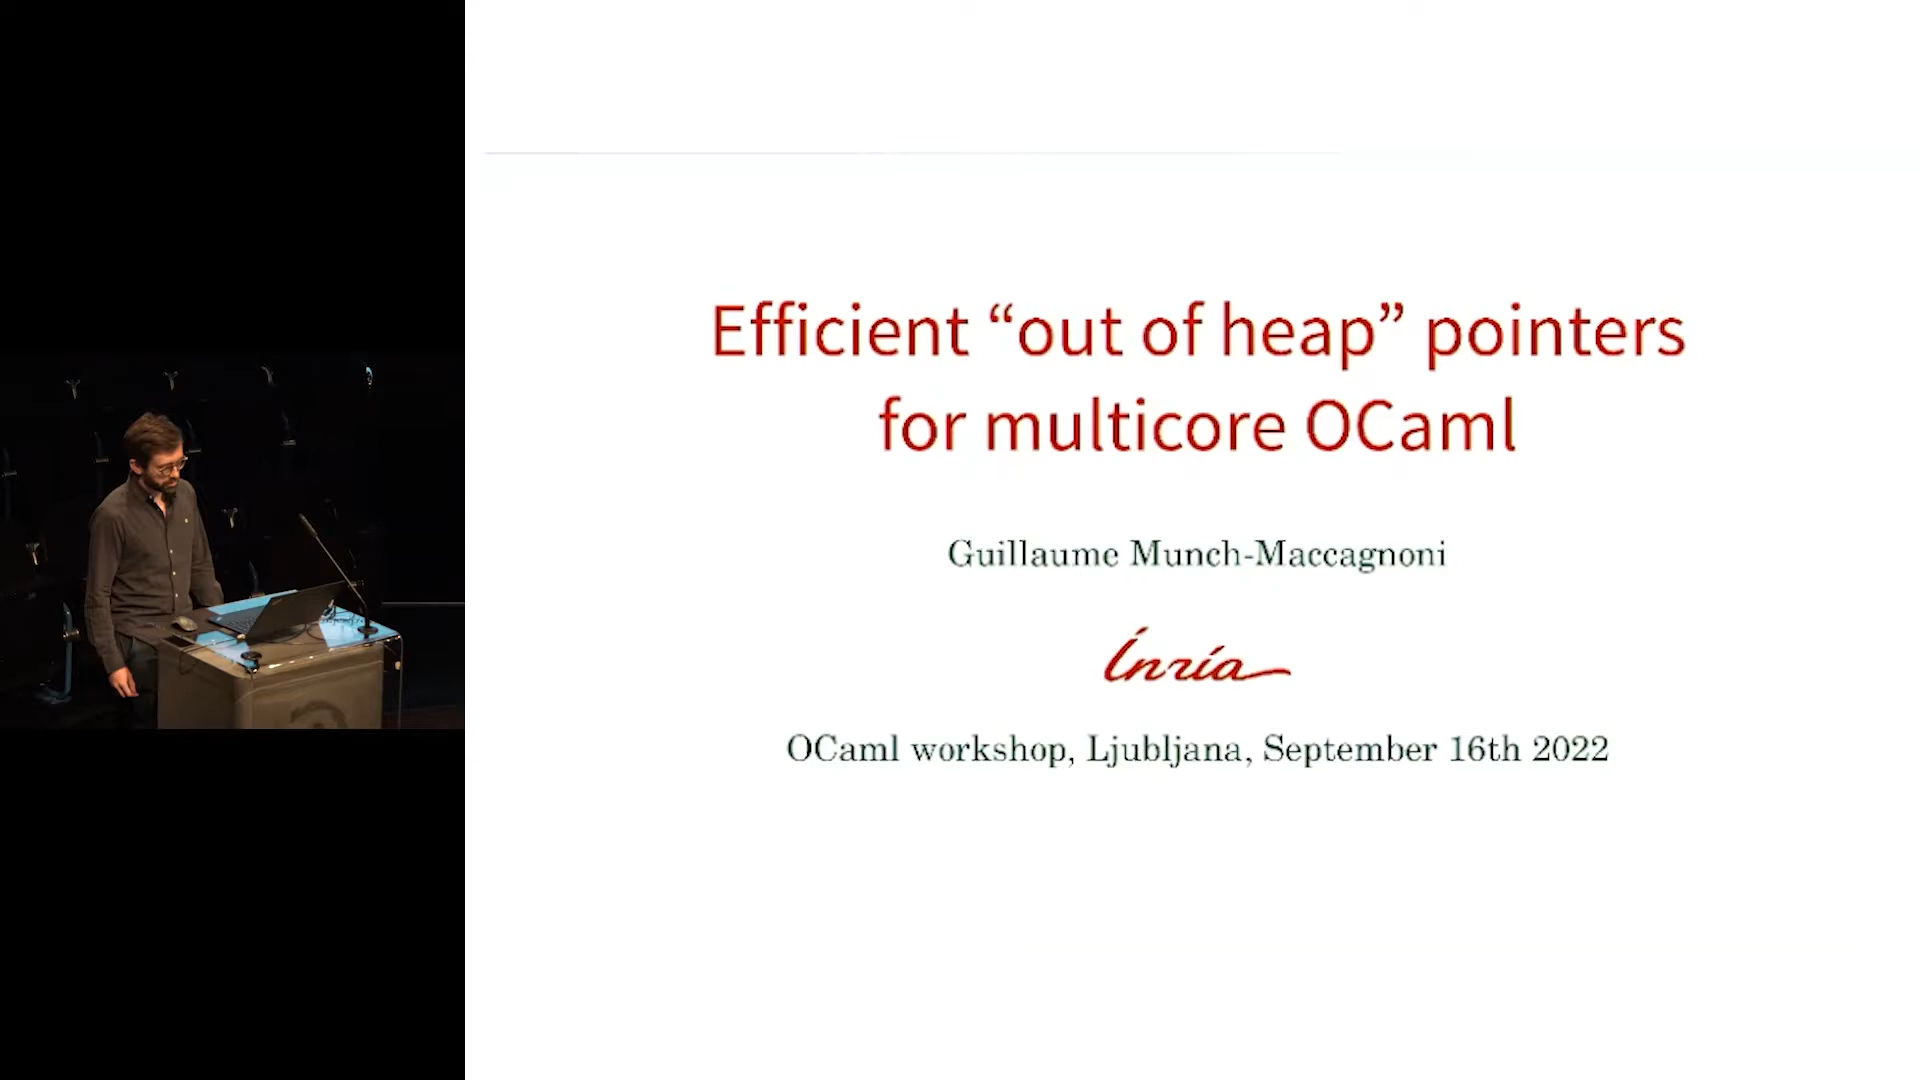 Efficient “out of heap” pointers
for multicore OCaml
Guillaume Munch-Maccagnoni
Inria
OCaml workshop, Ljubljana, September 16th 2022